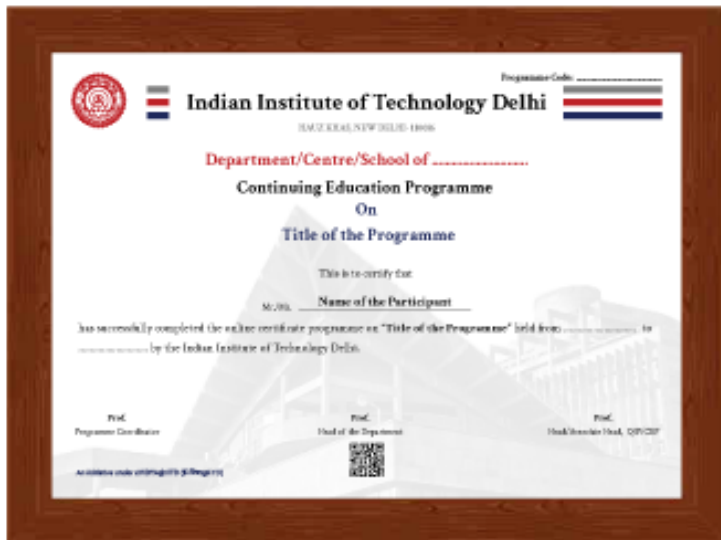 Programme Code: ....................
Indian Institute of Technology Delhi
HAUZ KHAS, NEW DELHI- 110016
Department/Centre/School of ........................
Continuing Education Programme
On
Title of the Programme
This is to certify that
Mr./Ms. Name of the Participant
has successfully completed the online certificate programme on "Title of the Programme" held from .................... to
.................... by the Indian Institute of Technology Delhi.
Prof. Prof. Prof.
Programme Coordinator Head of the Department Head/Associate Head, QIP/CEP
An initiative under